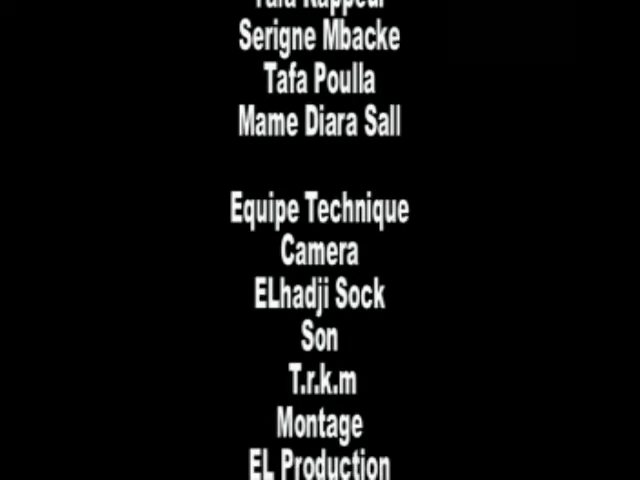 Serigne Mbacke
Tafa Poulla
Mame Diara Sall
Equipe Technique
Camera
ELhadji Sock
Son
T.r.k.m
Montage
EL Production